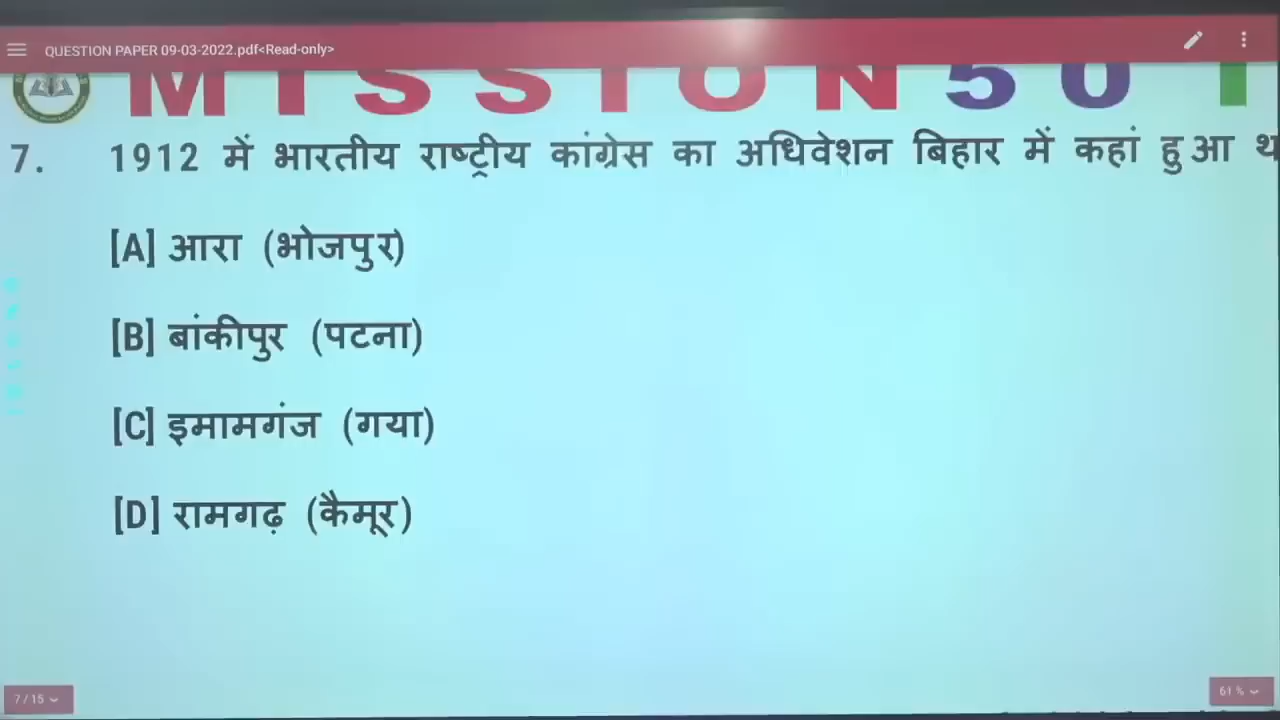 QUESTION PAPER 09-03-2022.pdf<Read-only>
MISSION 50
7. 1912 में भारतीय राष्ट्रीय कांग्रेस का अधिवेशन बिहार में कहां हुआ
[A] आरा (भोजपुर)
[B] बांकीपुर (पटना)
[C] इमामगंज (गया)
[D] रामगढ़ (कैमूर)
7 / 15
61 %